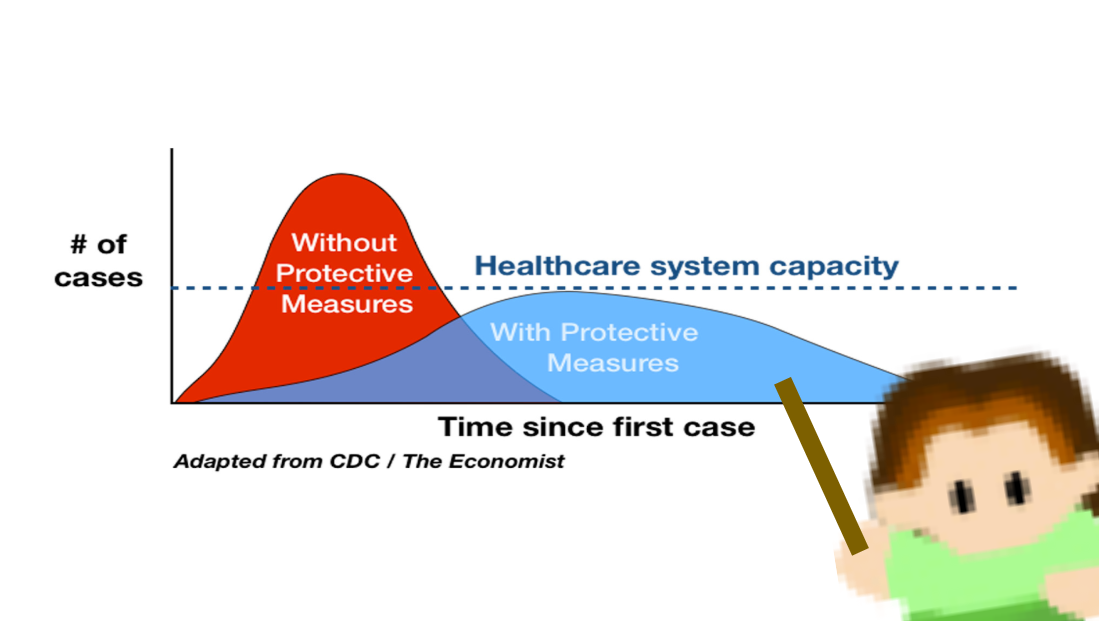 Without
Protective
Measures
# of
cases
Healthcare system capacity
With Protective
Measures
Time since first case
Adapted from CDC / The Economist